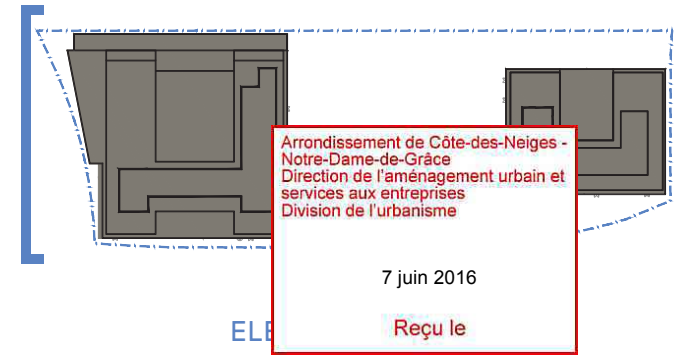 Arrondissement de Côte-des-Neiges -
Notre-Dame-de-Grâce
Direction de l'aménagement urbain et
services aux entreprises
Division de l'urbanisme
7 juin 2016
Reçu le